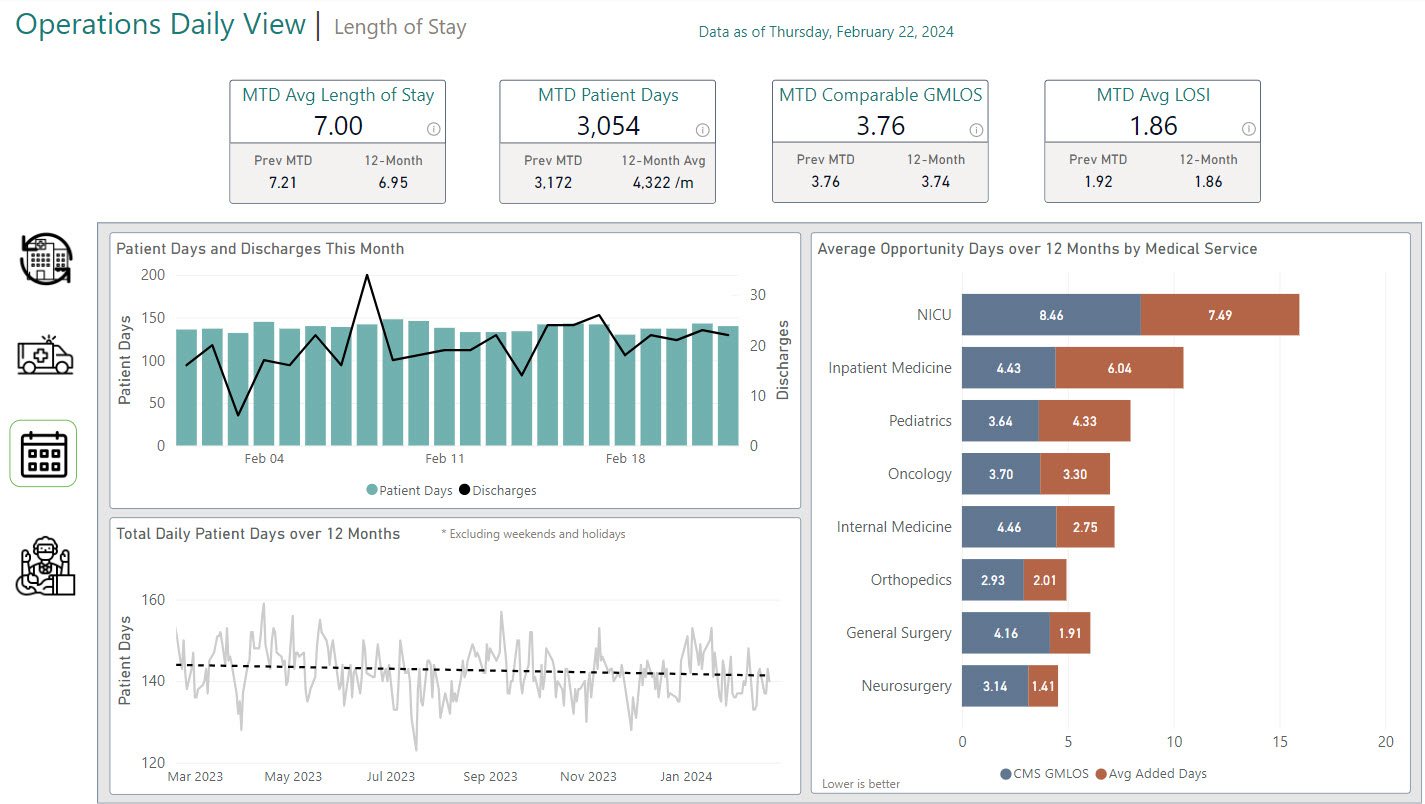 Operations Daily View | Length of Stay
Data as of Thursday, February 22, 2024
MTD Avg Length of Stay
7.00
Prev MTD 12-Month
7.21 6.95
MTD Patient Days
3,054
Prev MTD 12-Month Avg
3,172 4,322 /m
MTD Comparable GMLOS
3.76
Prev MTD 12-Month
3.76 3.74
MTD Avg LOSI
1.86
Prev MTD 12-Month
1.92 1.86
Patient Days and Discharges This Month
Patient Days
200
150
100
50
0
30
20
10
0
Discharges
Feb 04 Feb 11 Feb 18
Patient Days Discharges
Total Daily Patient Days over 12 Months * Excluding weekends and holidays
Patient Days
160
140
120
Mar 2023 May 2023 Jul 2023 Sep 2023 Nov 2023 Jan 2024
Average Opportunity Days over 12 Months by Medical Service
NICU 8.46 7.49
Inpatient Medicine 4.43 6.04
Pediatrics 3.64 4.33
Oncology 3.70 3.30
Internal Medicine 4.46 2.75
Orthopedics 2.93 2.01
General Surgery 4.16 1.91
Neurosurgery 3.14 1.41
0 5 10 15 20
CMS GMLOS Avg Added Days
Lower is better